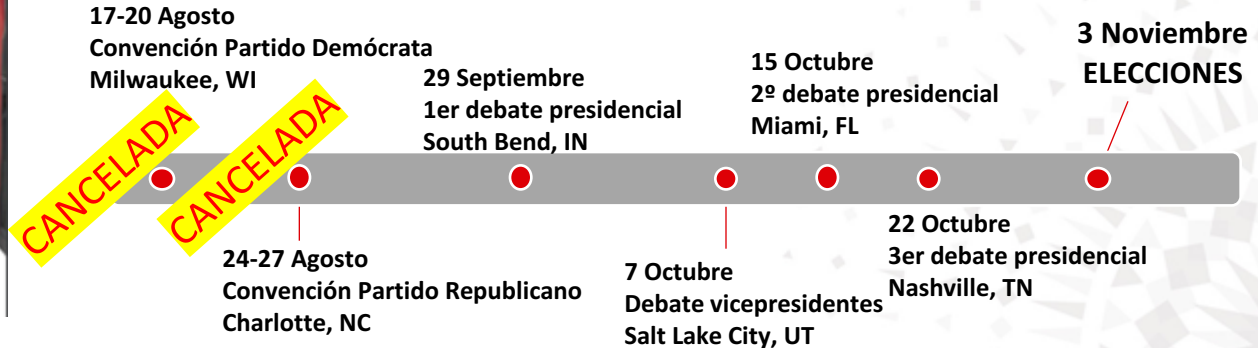 17-20 Agosto
Convención Partido Demócrata
Milwaukee, WI
CANCELADA
CANCELADA
24-27 Agosto
Convención Partido Republicano
Charlotte, NC
29 Septiembre
1er debate presidencial
South Bend, IN
7 Octubre
Debate vicepresidentes
Salt Lake City, UT
15 Octubre
2º debate presidencial
Miami, FL
22 Octubre
3er debate presidencial
Nashville, TN
3 Noviembre
ELECCIONES